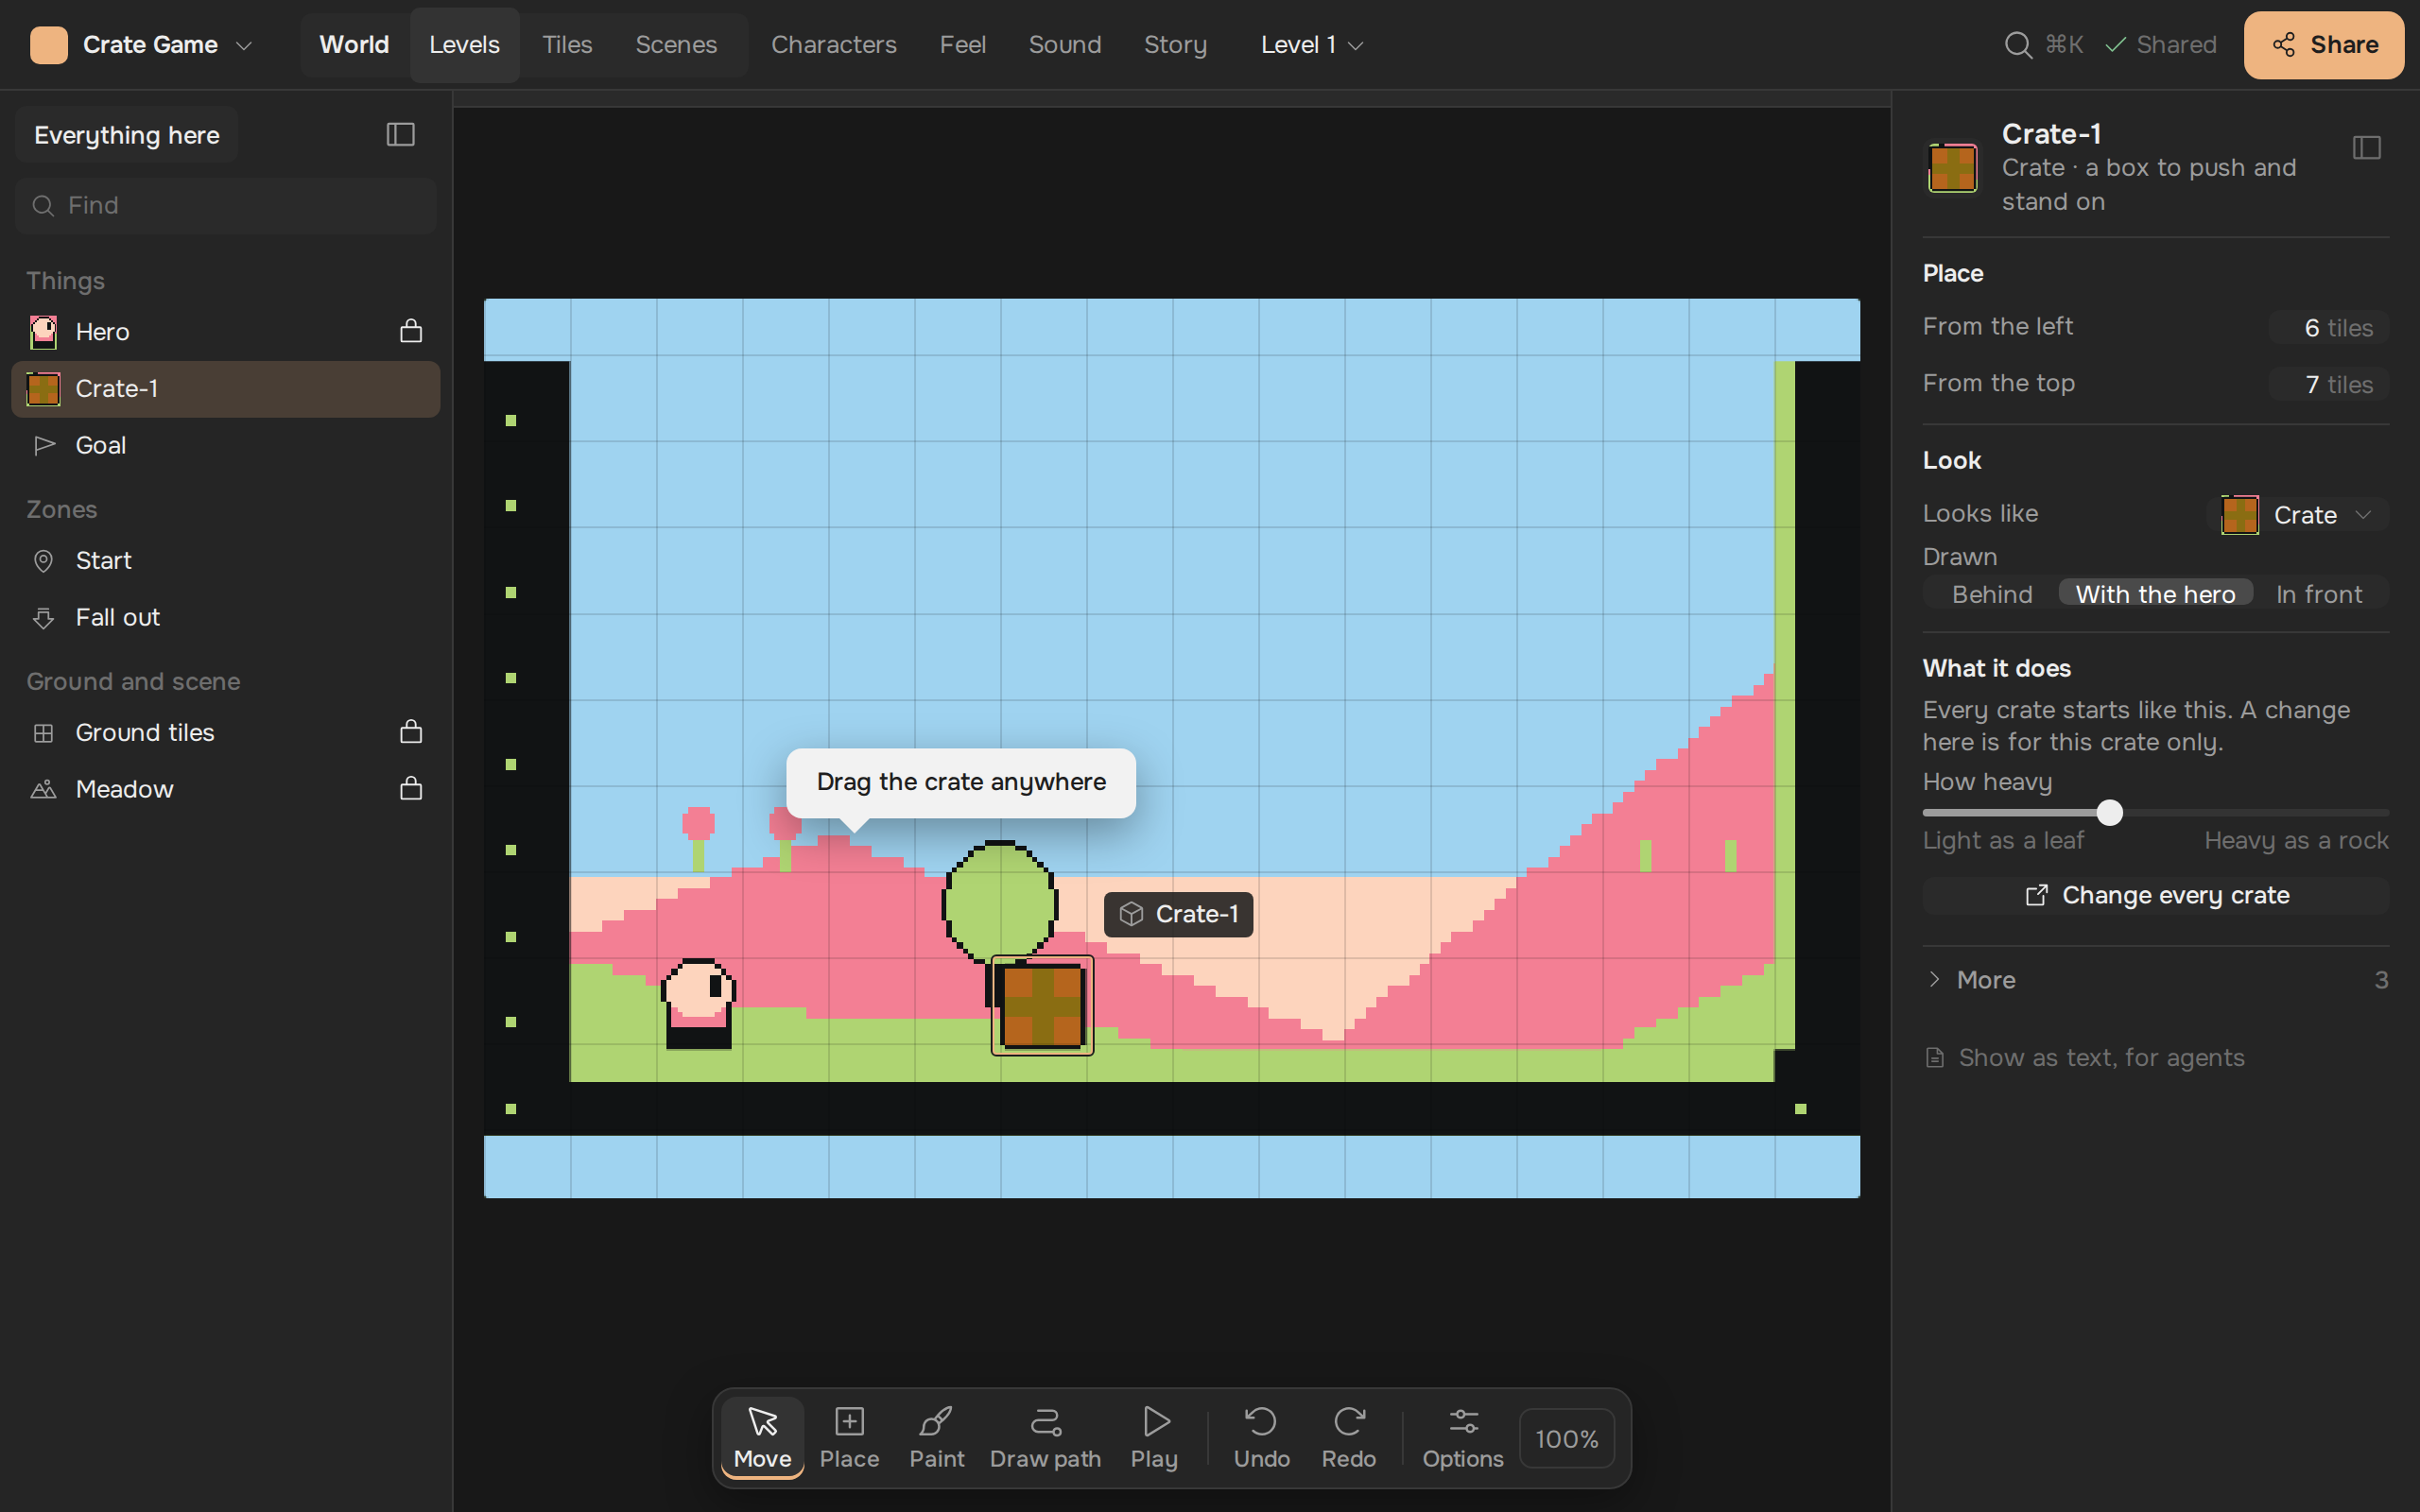 Crate Game
World
Levels
Tiles
Scenes
Characters
Feel
Sound
Story
Level 1
⌘K
Shared
Share
Everything here
Find
Things
Hero
Crate-1
Goal
Zones
Start
Fall out
Ground and scene
Ground tiles
Meadow
Drag the crate anywhere
Crate-1
Move
Place
Paint
Draw path
Play
Undo
Redo
Options
100%
Crate-1
Crate · a box to push and
stand on
Place
From the left
6 tiles
From the top
7 tiles
Look
Looks like
Crate
Drawn
Behind
With the hero
In front
What it does
Every crate starts like this. A change
here is for this crate only.
How heavy
Light as a leaf
Heavy as a rock
Change every crate
More
3
Show as text, for agents